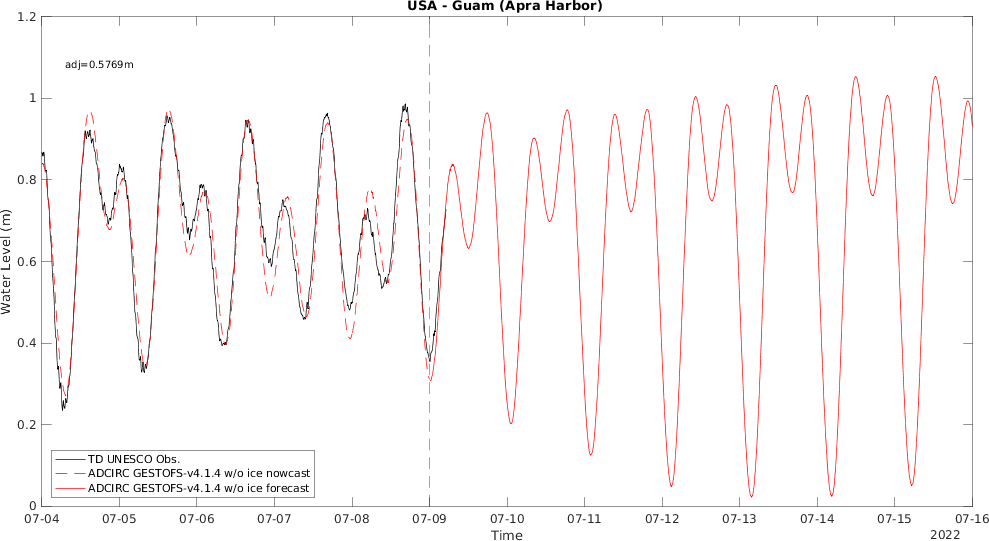 USA - Guam (Apra Harbor)
1.2
adj=0.5769m
1
0.8
0.6
0.4
0.2
0
Water Level (m)
TD UNESCO Obs.
ADCIRC GESTOFS-v4.1.4 w/o ice nowcast
ADCIRC GESTOFS-v4.1.4 w/o ice forecast
07-04 07-05 07-06 07-07 07-08 07-09 07-10 07-11 07-12 07-13 07-14 07-15 07-16
Time
2022